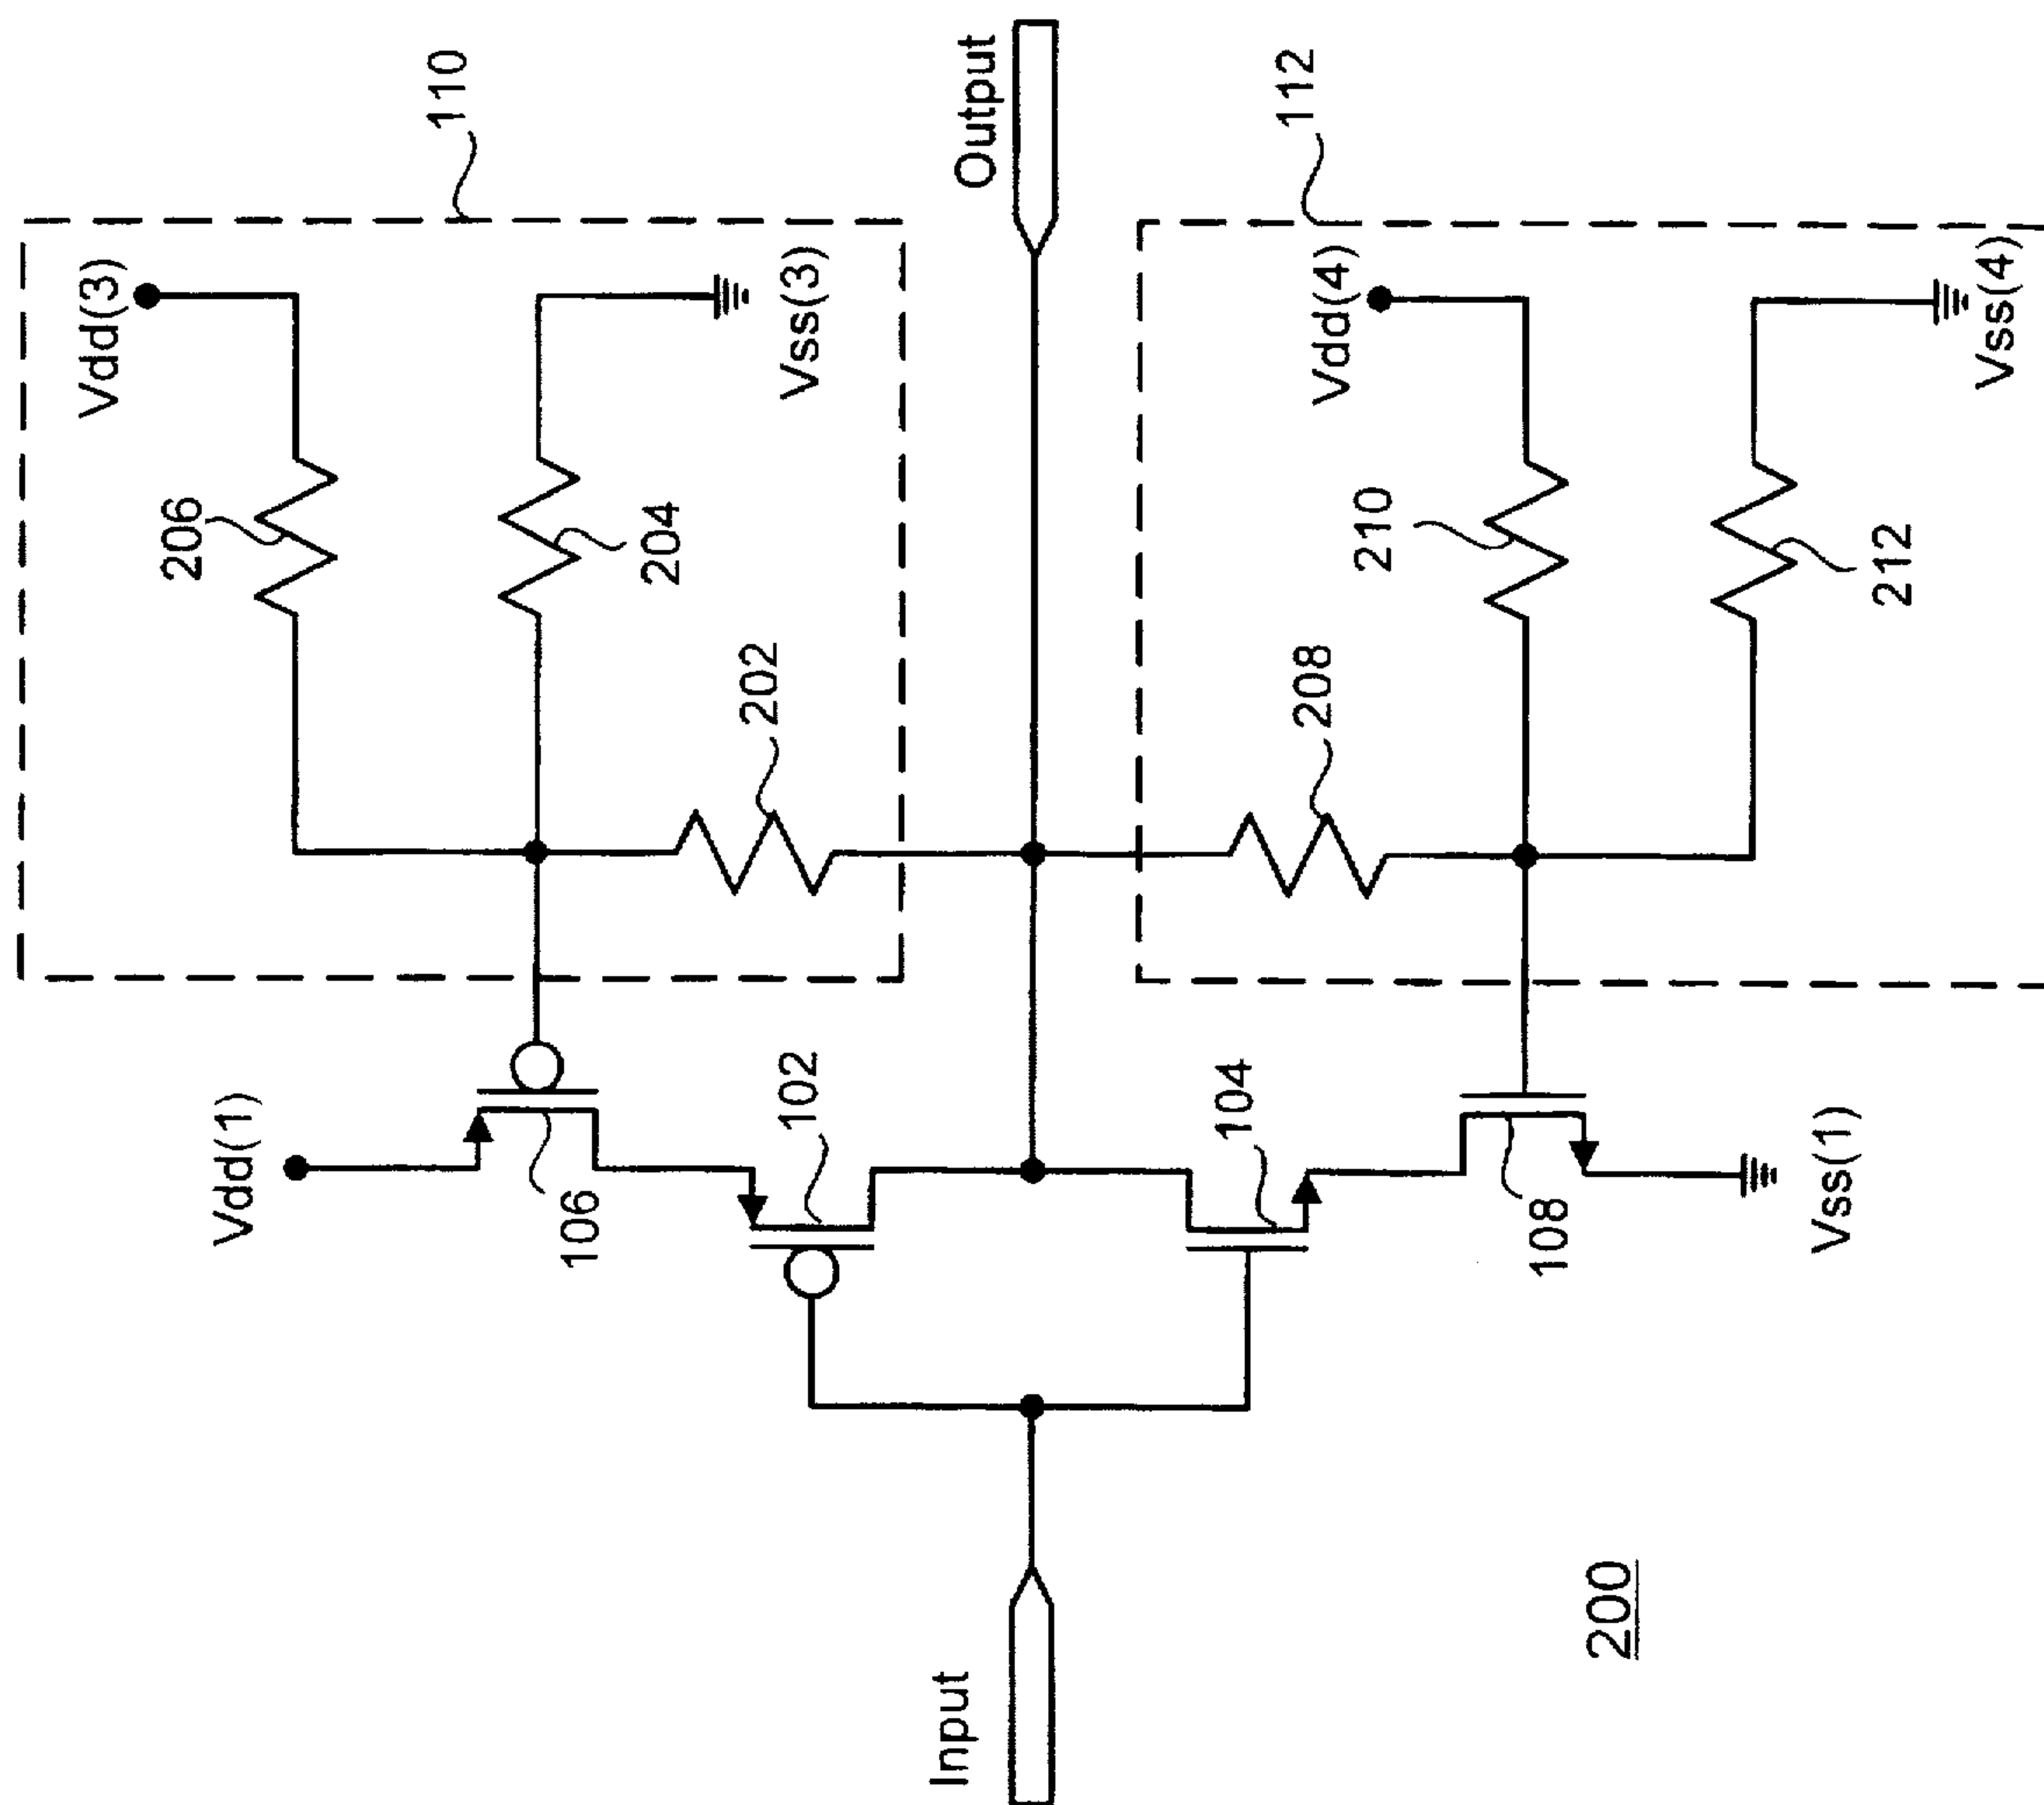 110
Vdd(3)
206
204
Vss(3)
202
Output
112
Vdd(4)
210
208
212
Vss(4)
Vdd(1)
106
102
104
108
Vss(1)
Input
200